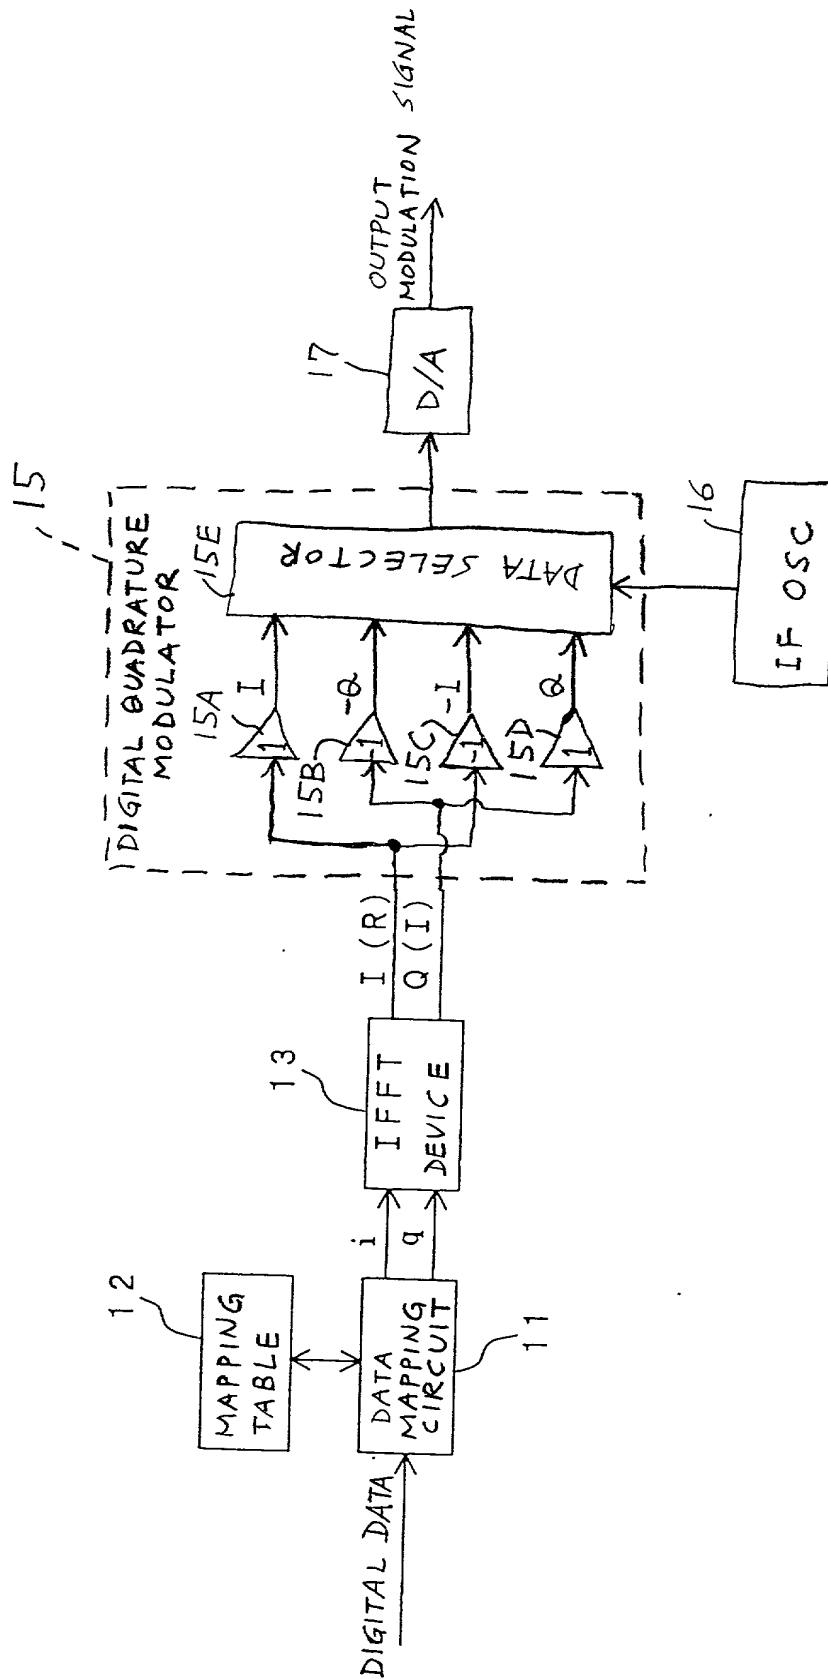 DIGITAL DATA
DATA
MAPPING
CIRCUIT
11
MAPPING
TABLE
12
i
q
IFFT
DEVICE
13
I (R)
Q (I)
15
DIGITAL QUADRATURE
MODULATOR
15A
1
I
15B
-1
-Q
15C
-1
-I
15D
1
Q
15E
DATA SELECTOR
IF OSC
16
D/A
17
OUTPUT
MODULATION SIGNAL